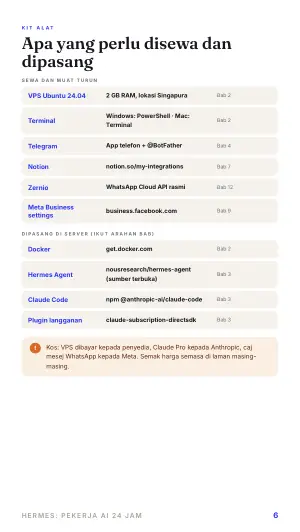 KIT ALAT
Apa yang perlu disewa dan
dipasang
SEWA DAN MUAT TURUN
VPS Ubuntu 24.04 2 GB RAM, lokasi Singapura Bab 2
Terminal Windows: PowerShell · Mac: Terminal Bab 2
Telegram App telefon + @BotFather Bab 4
Notion notion.so/my-integrations Bab 7
Zernio WhatsApp Cloud API rasmi Bab 12
Meta Business settings business.facebook.com Bab 9
DIPASANG DI SERVER (IKUT ARAHAN BAB)
Docker get.docker.com Bab 2
Hermes Agent nousresearch/hermes-agent (sumber terbuka) Bab 3
Claude Code npm @anthropic-ai/claude-code Bab 3
Plugin langganan claude-subscription-directsdk Bab 3
! Kos: VPS dibayar kepada penyedia, Claude Pro kepada Anthropic, caj
mesej WhatsApp kepada Meta. Semak harga semasa di laman masing-
masing.
HERMES: PEKERJA AI 24 JAM 6